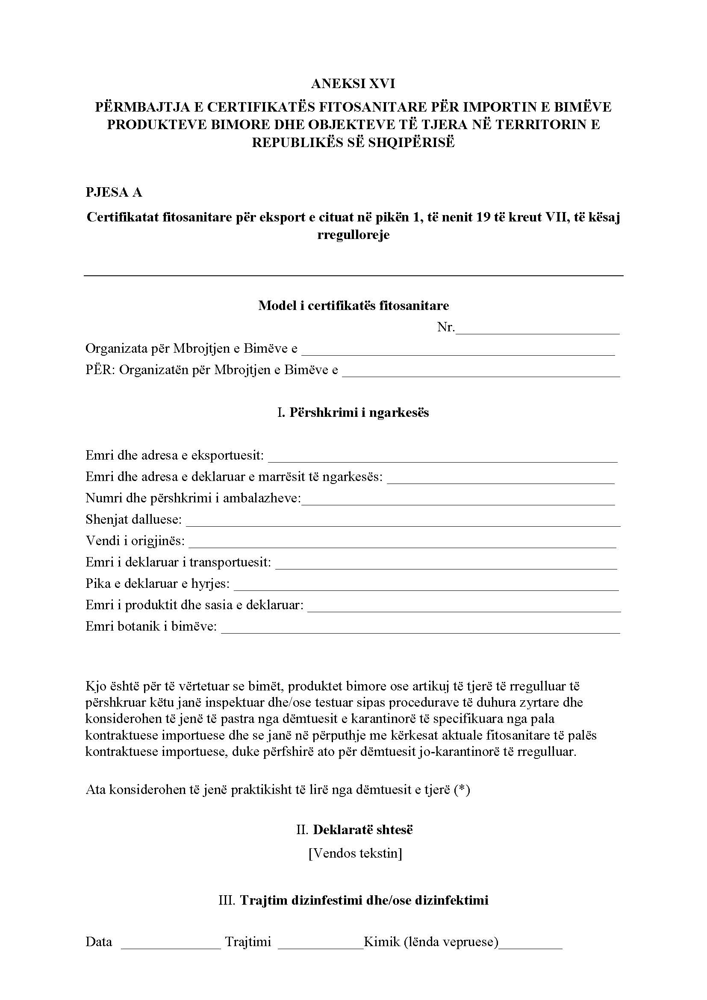 ANEKSI XVI
PËRMBAJTJA E CERTIFIKATËS FITOSANITARE PËR IMPORTIN E BIMËVE
PRODUKTEVE BIMORE DHE OBJEKTEVE TË TJERA NË TERRITORIN E
REPUBLIKËS SË SHQIPËRISË
PJESA A
Certifikatat fitosanitare për eksport e cituat në pikën 1, të nenit 19 të kreut VII, të kësaj
rregulloreje
Model i certifikatës fitosanitare
Nr.
Organizata për Mbrojtjen e Bimëve e
PËR: Organizatën për Mbrojtjen e Bimëve e
I. Përshkrimi i ngarkesës
Emri dhe adresa e eksportuesit:
Emri dhe adresa e deklaruar e marrësit të ngarkesës:
Numri dhe përshkrimi i ambalazheve:
Shenjat dalluese:
Vendi i origjinës:
Emri i deklaruar i transportuesit:
Pika e deklaruar e hyrjes:
Emri i produktit dhe sasia e deklaruar:
Emri botanik i bimëve:
Kjo është për të vërtetuar se bimët, produktet bimore ose artikuj të tjerë të rregulluar të
përshkruar këtu janë inspektuar dhe/ose testuar sipas procedurave të duhura zyrtare dhe
konsiderohen të jenë të pastra nga dëmtuesit e karantinorë të specifikuara nga pala
kontraktuese importuese dhe se janë në përputhje me kërkesat aktuale fitosanitare të palës
kontraktuese importuese, duke përfshirë ato për dëmtuesit jo-karantinorë të rregulluar.
Ata konsiderohen të jenë praktikisht të lirë nga dëmtuesit e tjerë (*)
II. Deklaratë shtesë
[Vendos tekstin]
III. Trajtim dizinfestimi dhe/ose dizinfektimi
Data Trajtimi Kimik (lënda vepruese)